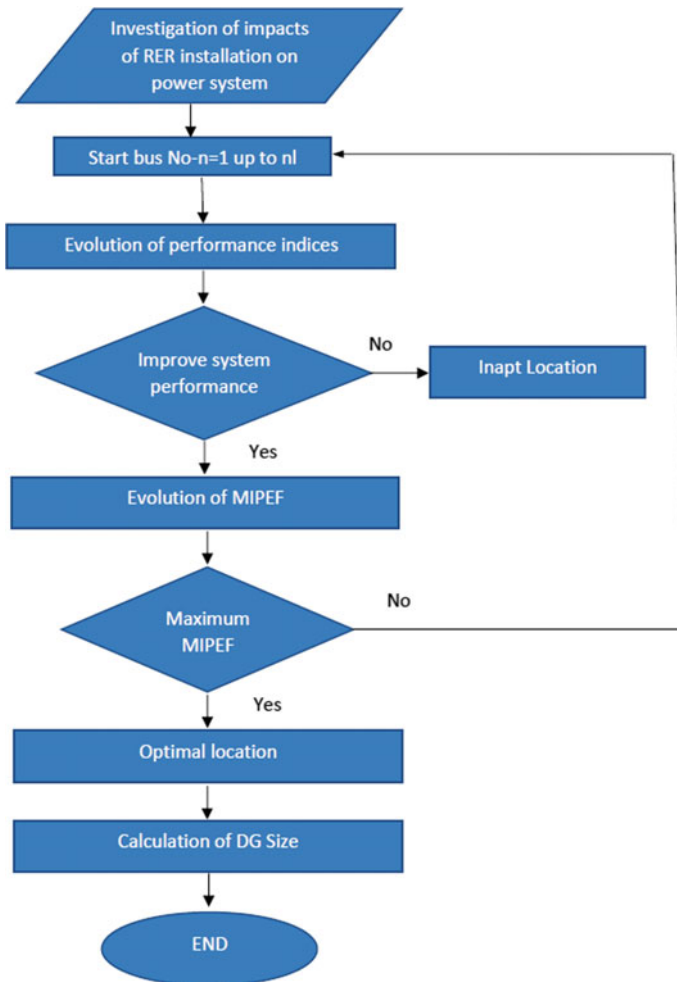 Investigation of impacts
of RER installation on
power system
Start bus No-n=1 up to nl
Evolution of performance indices
Improve system
performance
No
Inapt Location
Yes
Evolution of MIPEF
Maximum
MIPEF
No
Yes
Optimal location
Calculation of DG Size
END